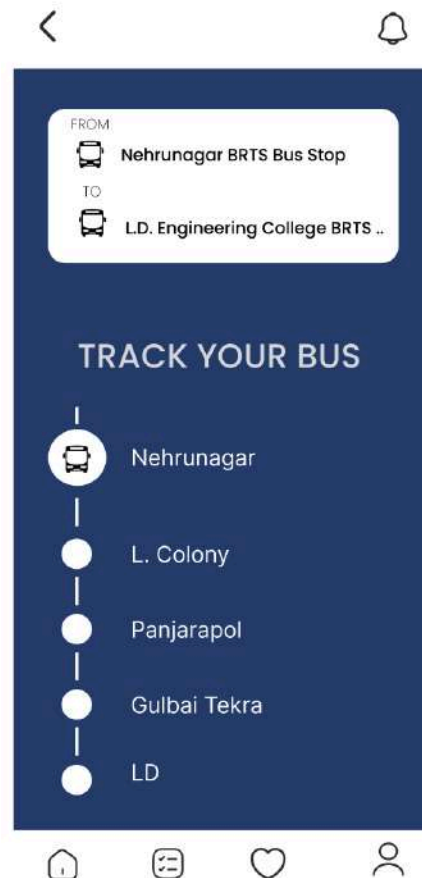 FROM
Nehrunagar BRTS Bus Stop
TO
L.D. Engineering College BRTS ..
TRACK YOUR BUS
Nehrunagar
L. Colony
Panjarapol
Gulbai Tekra
LD